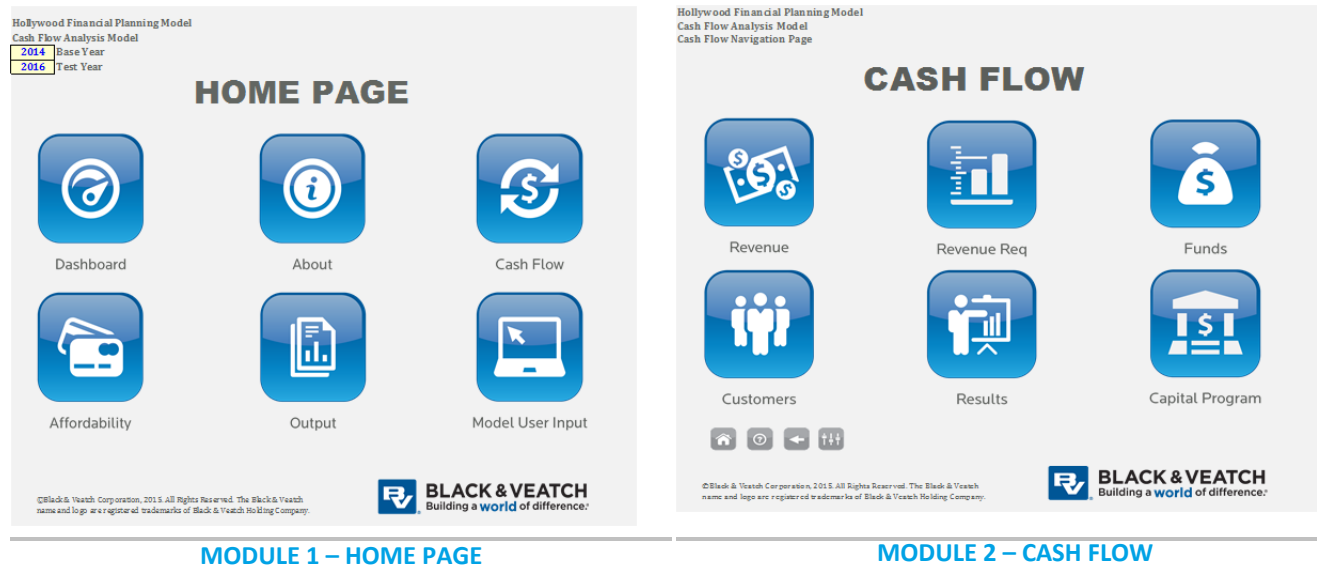 Hollywood Financial Planning Model
Cash Flow Analysis Model
2014 Base Year
2016 Test Year
HOME PAGE
Dashboard
About
Cash Flow
Affordability
Output
Model User Input
©Black & Veatch Corporation, 2015. All Rights Reserved. The Black & Veatch
name and logo are registered trademarks of Black & Veatch Holding Company.
BV
BLACK & VEATCH
Building a world of difference.®
MODULE 1 – HOME PAGE
Hollywood Financial Planning Model
Cash Flow Analysis Model
Cash Flow Navigation Page
CASH FLOW
Revenue
Revenue Req
Funds
Customers
Results
Capital Program
©Black & Veatch Corporation, 2015. All Rights Reserved. The Black & Veatch
name and logo are registered trademarks of Black & Veatch Holding Company.
BV
BLACK & VEATCH
Building a world of difference.®
MODULE 2 – CASH FLOW